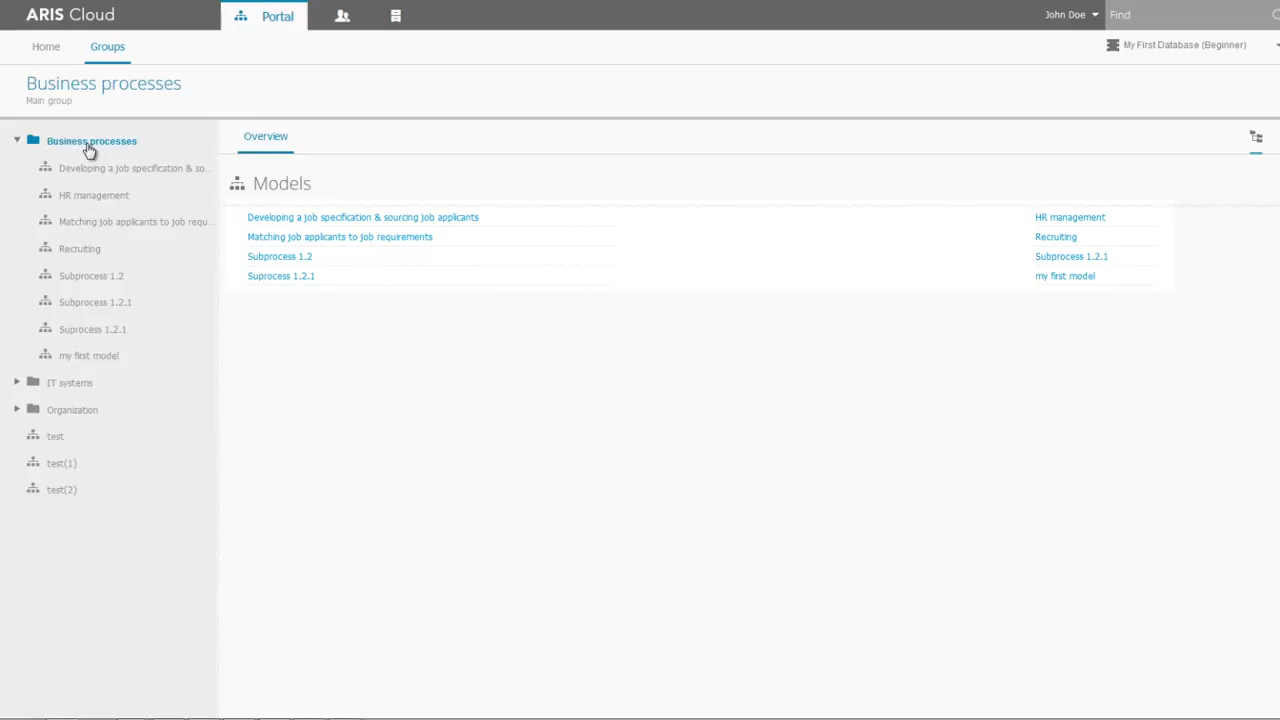 ARIS Cloud
Portal
John Doe
Find
Home
Groups
My First Database (Beginner)
Business processes
Main group
Business processes
Developing a job specification & so...
HR management
Matching job applicants to job requ...
Recruiting
Subprocess 1.2
Subprocess 1.2.1
Suprocess 1.2.1
my first model
IT systems
Organization
test
test(1)
test(2)
Overview
Models
Developing a job specification & sourcing job applicants
HR management
Matching job applicants to job requirements
Recruiting
Subprocess 1.2
Subprocess 1.2.1
Suprocess 1.2.1
my first model